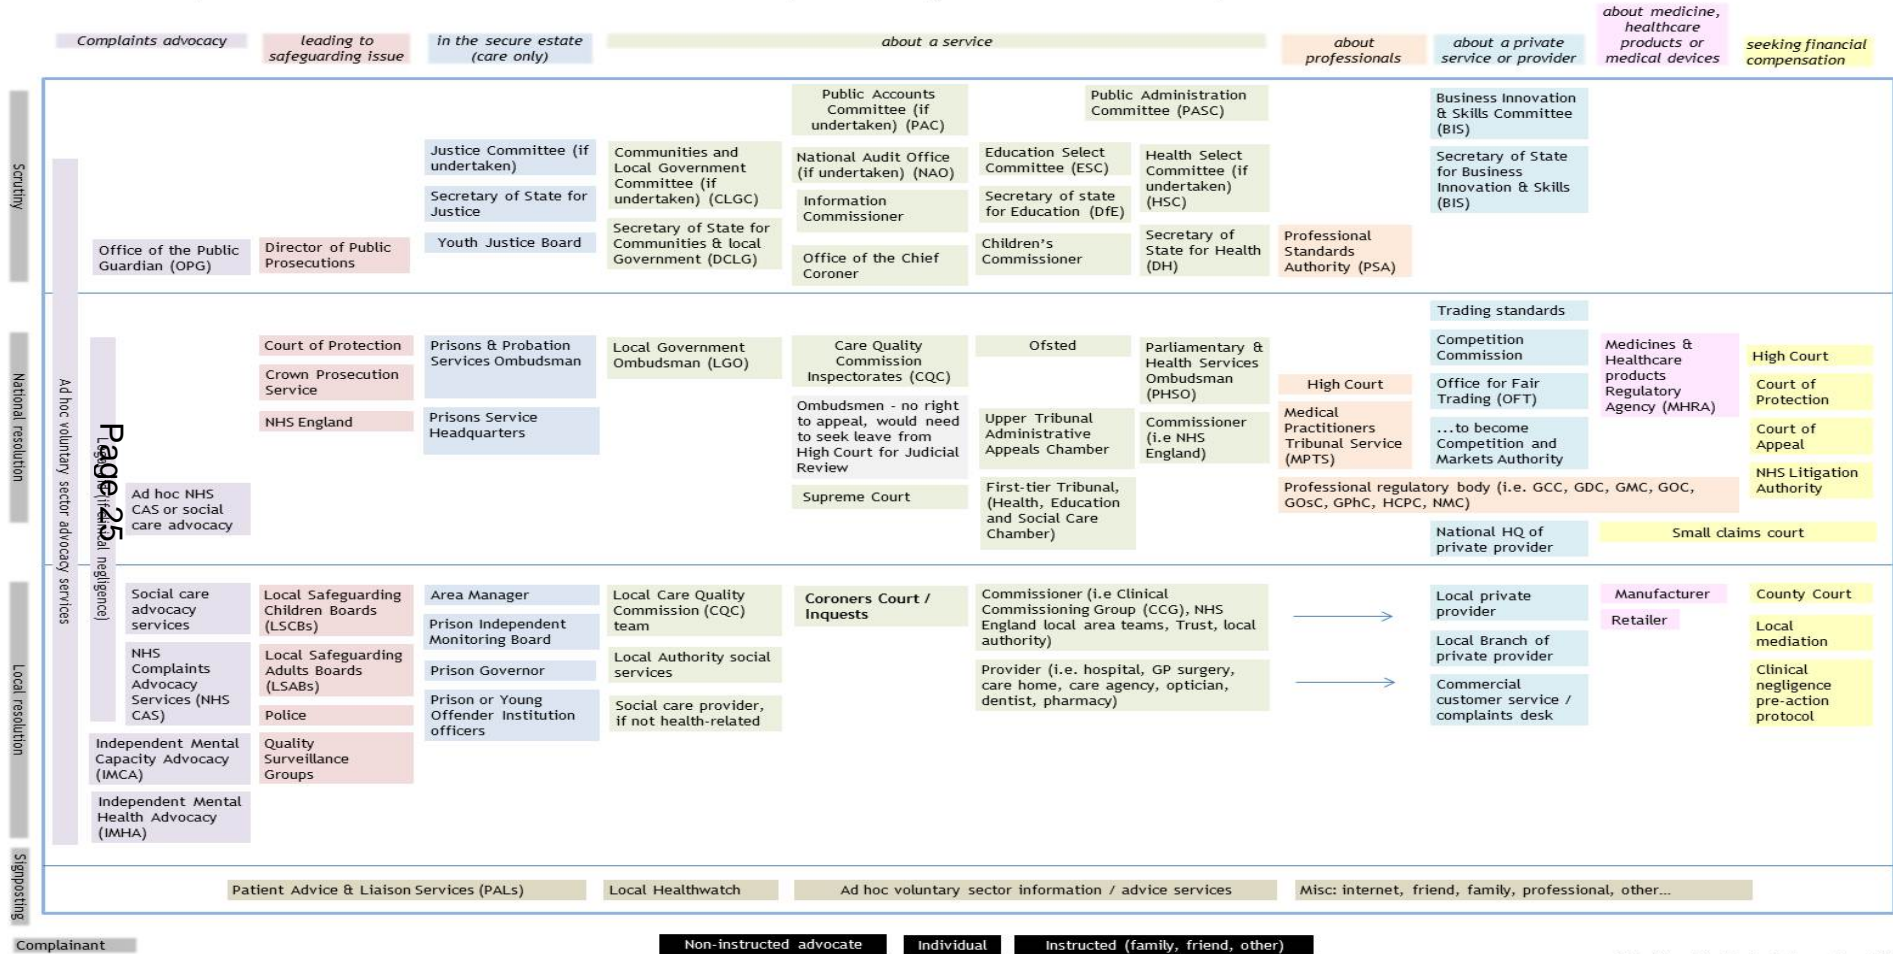 Complaints advocacy
leading to
safeguarding issue
in the secure estate
(care only)
about a service
about
professionals
about a private
service or provider
about medicine,
healthcare
products or
medical devices
seeking financial
compensation
Scrutiny
Ad hoc voluntary sector advocacy services
Office of the Public
Guardian (OPG)
Director of Public
Prosecutions
Justice Committee (if
undertaken)
Secretary of State for
Justice
Youth Justice Board
Communities and
Local Government
Committee (if
undertaken) (CLGC)
Secretary of State for
Communities & local
Government (DCLG)
Public Accounts
Committee (if
undertaken) (PAC)
National Audit Office
(if undertaken) (NAO)
Information
Commissioner
Office of the Chief
Coroner
Public Administration
Committee (PASC)
Education Select
Committee (ESC)
Secretary of state
for Education (DfE)
Children's
Commissioner
Health Select
Committee (if
undertaken)
(HSC)
Secretary of
State for Health
(DH)
Professional
Standards
Authority (PSA)
Business Innovation
& Skills Committee
(BIS)
Secretary of State
for Business
Innovation & Skills
(BIS)
National resolution
Page 25
(if clinical negligence)
Ad hoc NHS
CAS or social
care advocacy
Court of Protection
Crown Prosecution
Service
NHS England
Prisons & Probation
Services Ombudsman
Prisons Service
Headquarters
Local Government
Ombudsman (LGO)
Care Quality
Commission
Inspectorates (CQC)
Ombudsmen - no right
to appeal, would need
to seek leave from
High Court for Judicial
Review
Supreme Court
Ofsted
Upper Tribunal
Administrative
Appeals Chamber
First-tier Tribunal,
(Health, Education
and Social Care
Chamber)
Parliamentary &
Health Services
Ombudsman
(PHSO)
Commissioner
(i.e NHS
England)
High Court
Medical
Practitioners
Tribunal Service
(MPTS)
Professional regulatory body (i.e. GCC, GDC, GMC, GOC,
GOsC, GPhC, HCPC, NMC)
Trading standards
Competition
Commission
Office for Fair
Trading (OFT)
...to become
Competition and
Markets Authority
National HQ of
private provider
Medicines &
Healthcare
products
Regulatory
Agency (MHRA)
High Court
Court of
Protection
Court of
Appeal
NHS Litigation
Authority
Small claims court
Local resolution
Social care
advocacy
services
NHS
Complaints
Advocacy
Services (NHS
CAS)
Independent Mental
Capacity Advocacy
(IMCA)
Independent Mental
Health Advocacy
(IMHA)
Local Safeguarding
Children Boards
(LSCBs)
Local Safeguarding
Adults Boards
(LSABs)
Police
Quality
Surveillance
Groups
Area Manager
Prison Independent
Monitoring Board
Prison Governor
Prison or Young
Offender Institution
officers
Local Care Quality
Commission (CQC)
team
Local Authority social
services
Social care provider,
if not health-related
Coroners Court /
Inquests
Commissioner (i.e Clinical
Commissioning Group (CCG), NHS
England local area teams, Trust, local
authority)
Provider (i.e. hospital, GP surgery,
care home, care agency, optician,
dentist, pharmacy)
Local private
provider
Local Branch of
private provider
Commercial
customer service /
complaints desk
Manufacturer
Retailer
County Court
Local
mediation
Clinical
negligence
pre-action
protocol
Signposting
Patient Advice & Liaison Services (PALs)
Local Healthwatch
Ad hoc voluntary sector information / advice services
Misc: internet, friend, family, professional, other...
Complainant
Non-instructed advocate
Individual
Instructed (family, friend, other)